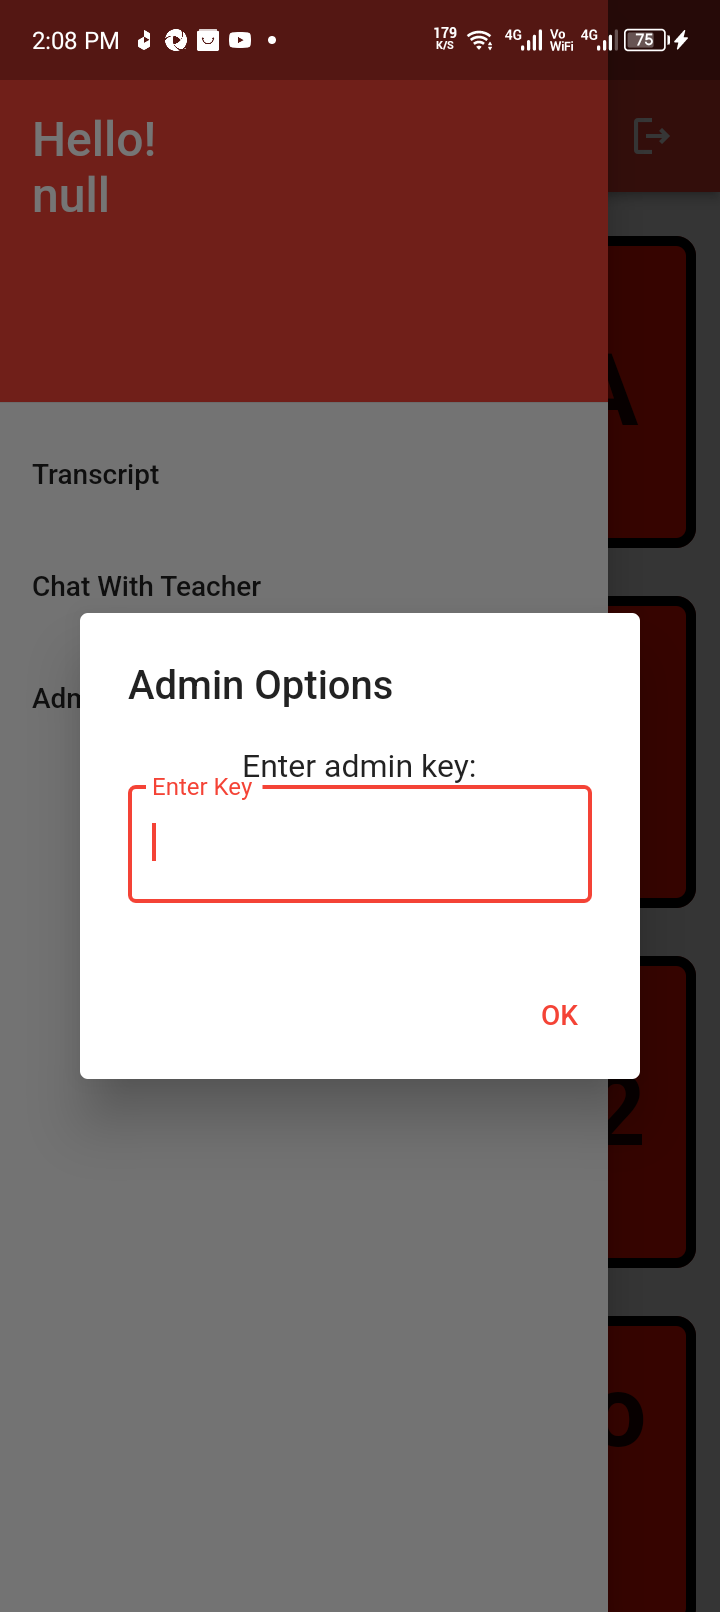 2:08 PM
179
K/S
4G
Vo
WiFi
4G
75
Hello!
null
A
Transcript
Chat With Teacher
Adm
Admin Options
Enter admin key:
Enter Key
OK
2